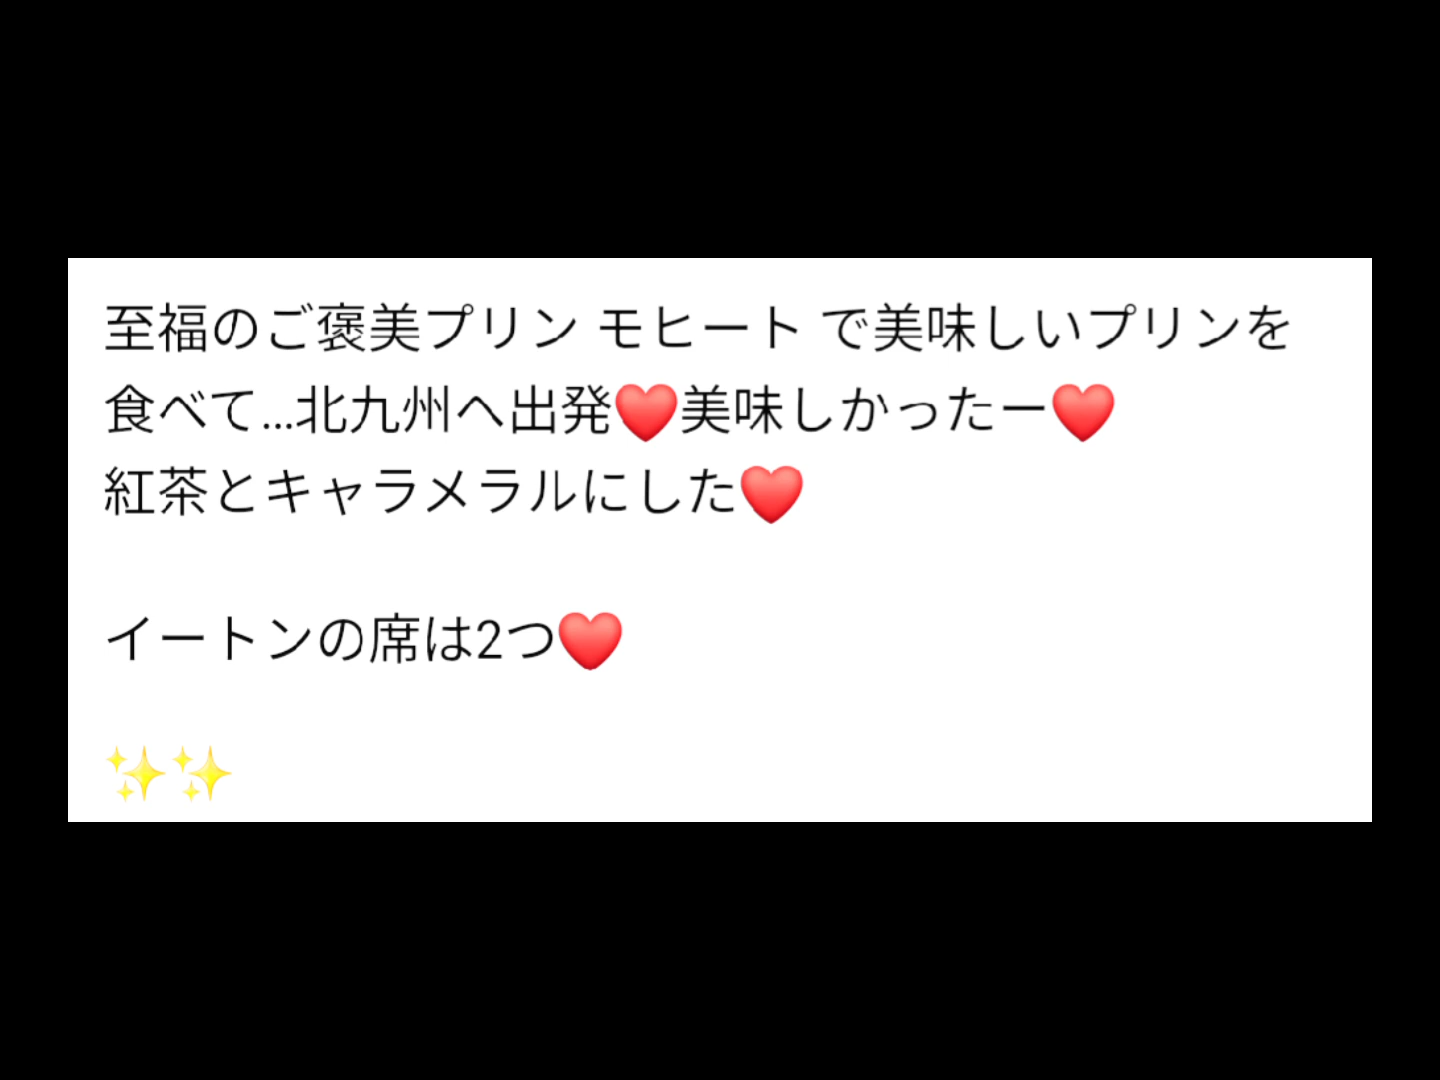 至福のご褒美プリン モヒート で美味しいプリンを
食べて...北九州へ出発❤️美味しかったー❤️
紅茶とキャラメラルにした❤️
イートンの席は2つ❤️
✨✨